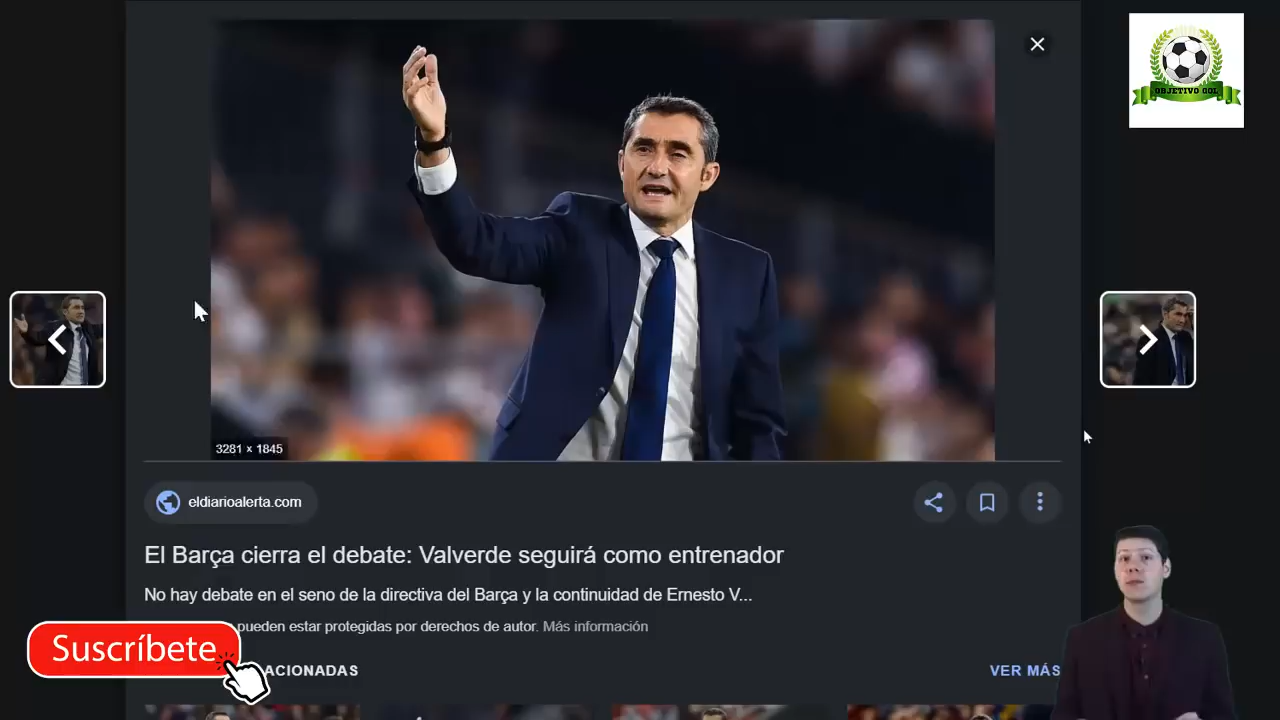 OBJETIVO GOL
3281 × 1845
eldiarioalerta.com
El Barça cierra el debate: Valverde seguirá como entrenador
No hay debate en el seno de la directiva del Barça y la continuidad de Ernesto V...
pueden estar protegidas por derechos de autor. Más información
Suscríbete
ACIONADAS
VER MÁS